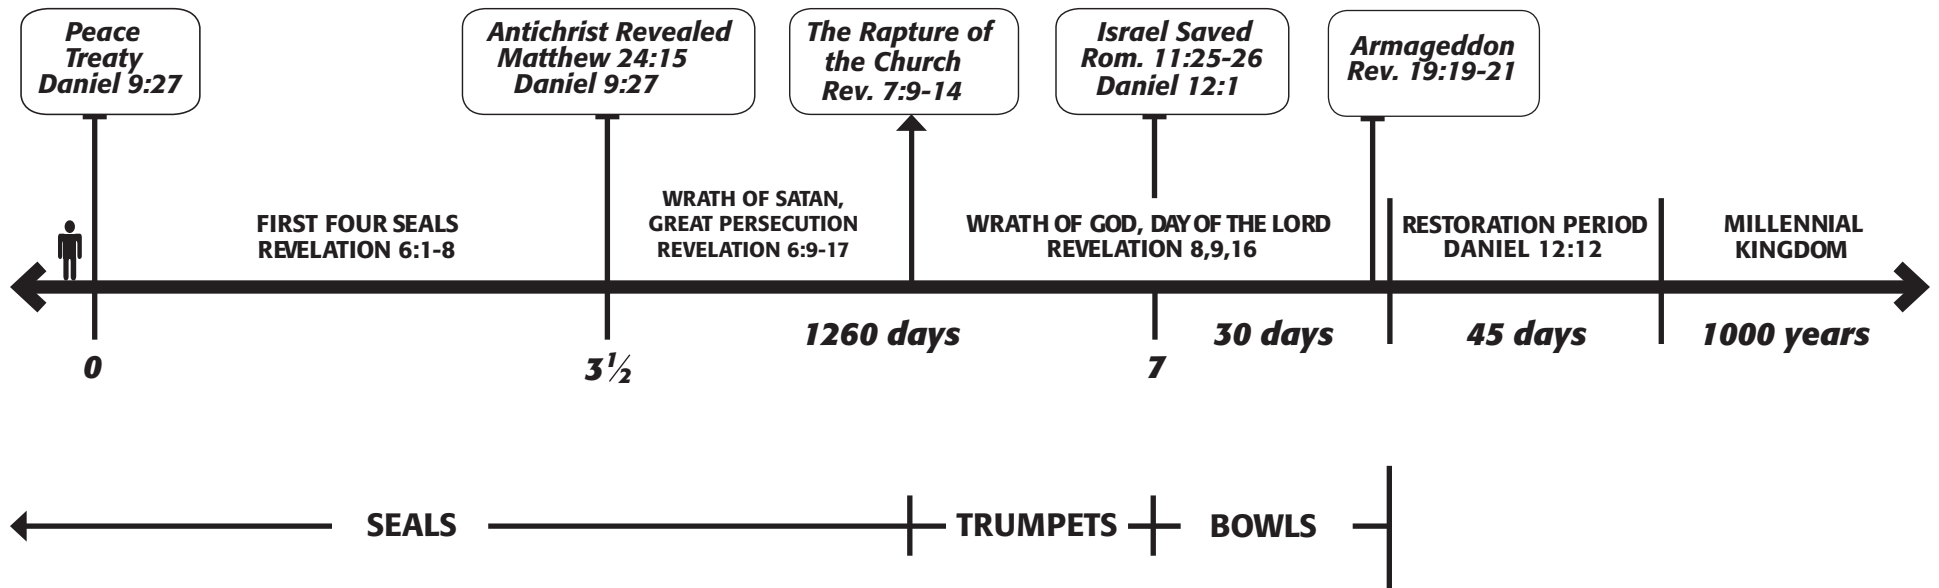 Peace
Treaty
Daniel 9:27
Antichrist Revealed
Matthew 24:15
Daniel 9:27
The Rapture of
the Church
Rev. 7:9-14
Israel Saved
Rom. 11:25-26
Daniel 12:1
Armageddon
Rev. 19:19-21
FIRST FOUR SEALS
REVELATION 6:1-8
WRATH OF SATAN,
GREAT PERSECUTION
REVELATION 6:9-17
WRATH OF GOD, DAY OF THE LORD
REVELATION 8,9,16
RESTORATION PERIOD
DANIEL 12:12
MILLENNIAL
KINGDOM
1260 days
30 days
45 days
1000 years
0
3½
7
SEALS
TRUMPETS
BOWLS